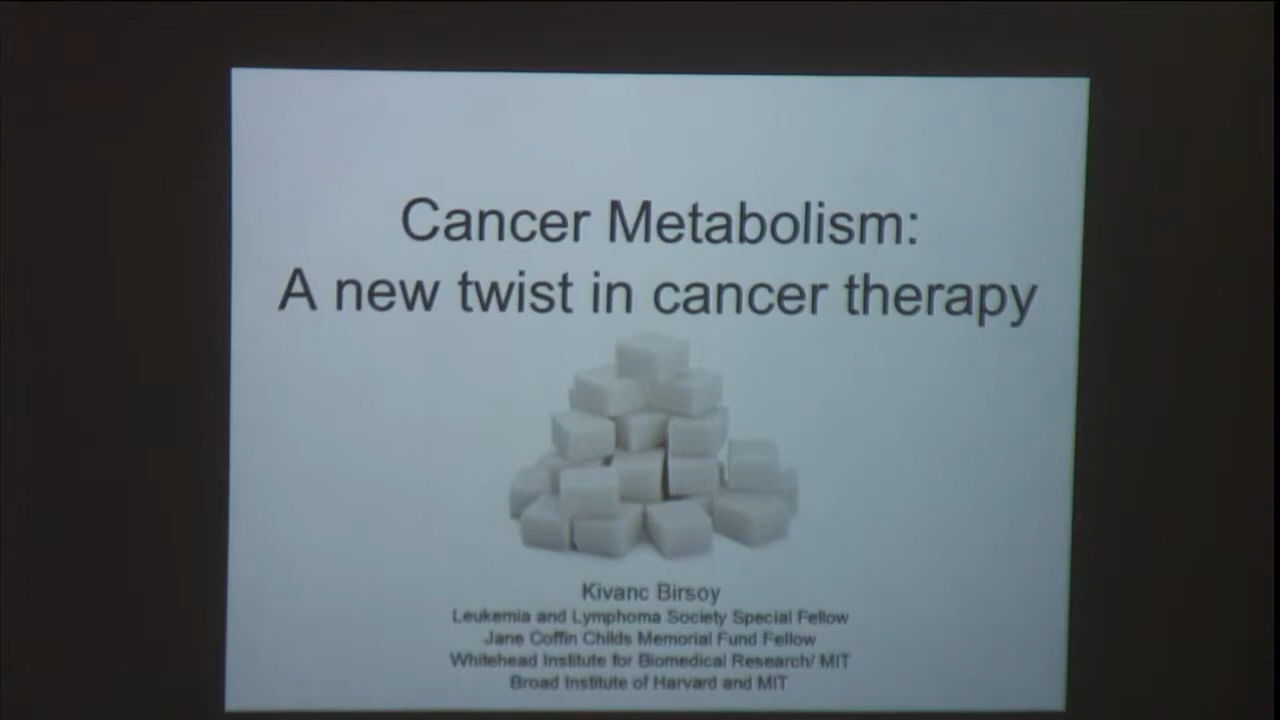 Cancer Metabolism:
A new twist in cancer therapy
Kivanc Birsoy
Leukemia and Lymphoma Society Special Fellow
Jane Coffin Childs Memorial Fund Fellow
Whitehead Institute for Biomedical Research/ MIT
Broad Institute of Harvard and MIT